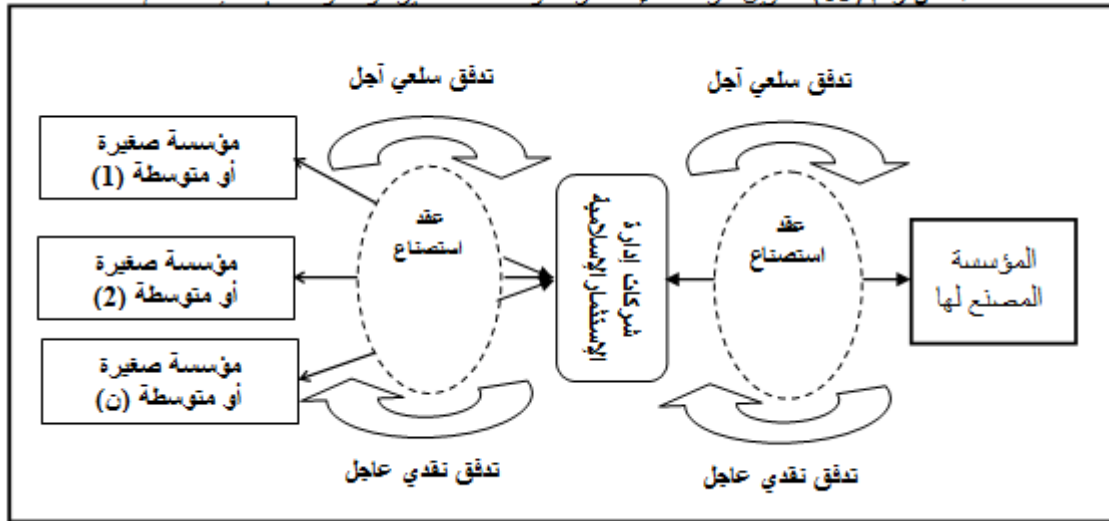 تدفق سلعي آجل
تدفق سلعي آجل
المؤسسة
المصنع لها
عقد
استصناع
شركات إدارة
الإستثمار الإسلامية
عقد
استصناع
مؤسسة صغيرة
أو متوسطة (1)
مؤسسة صغيرة
أو متوسطة (2)
مؤسسة صغيرة
أو متوسطة (ن)
تدفق نقدي عاجل
تدفق نقدي عاجل